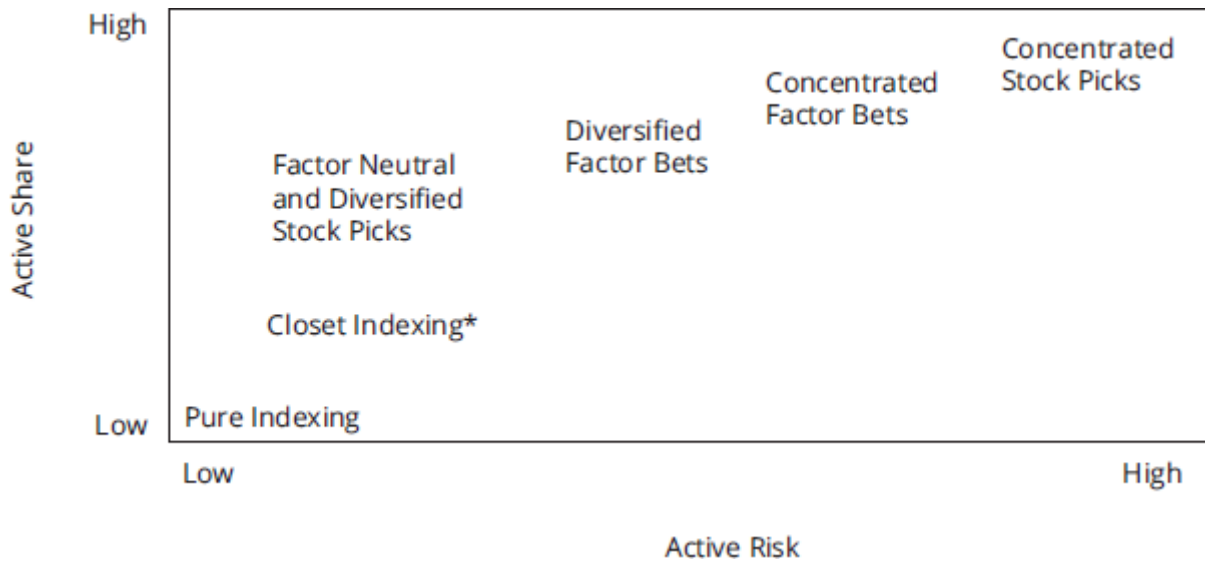 High
Concentrated
Stock Picks
Concentrated
Factor Bets
Diversified
Factor Bets
Factor Neutral
and Diversified
Stock Picks
Active Share
Closet Indexing*
Pure Indexing
Low
Low
High
Active Risk